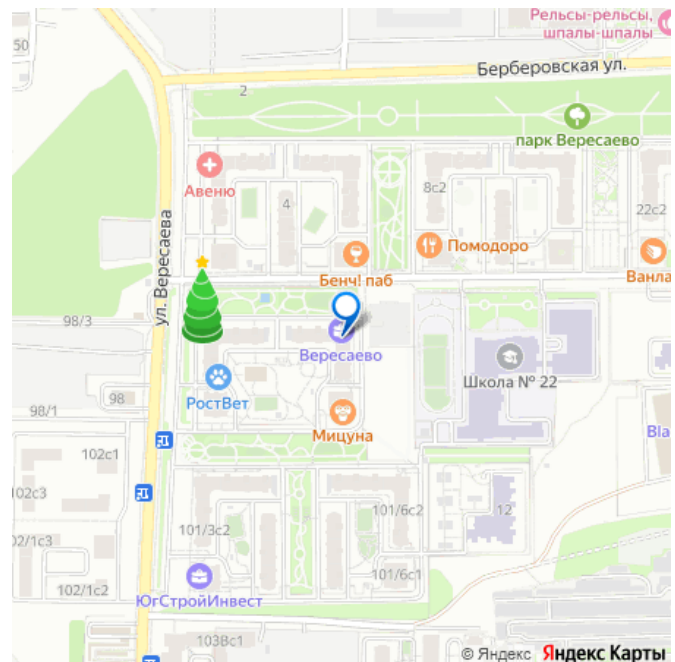 Рельсы-рельсы,
шпалы-шпалы
50
Берберовская ул.
2
парк Вересаево
Авеню
8с2
4
22с2
ул. Вересаева
Помодоро
Бенч! паб
Ванла
98/3
Вересаево
Школа № 22
РостВет
98
98/1
Мицуна
Bla
102с1
02с3
101/3с2
101/6с2
12
02/1с3
101/6с1
102/1с2
ЮгСтройИнвест
103Вс1
© Яндекс Яндекс Карты